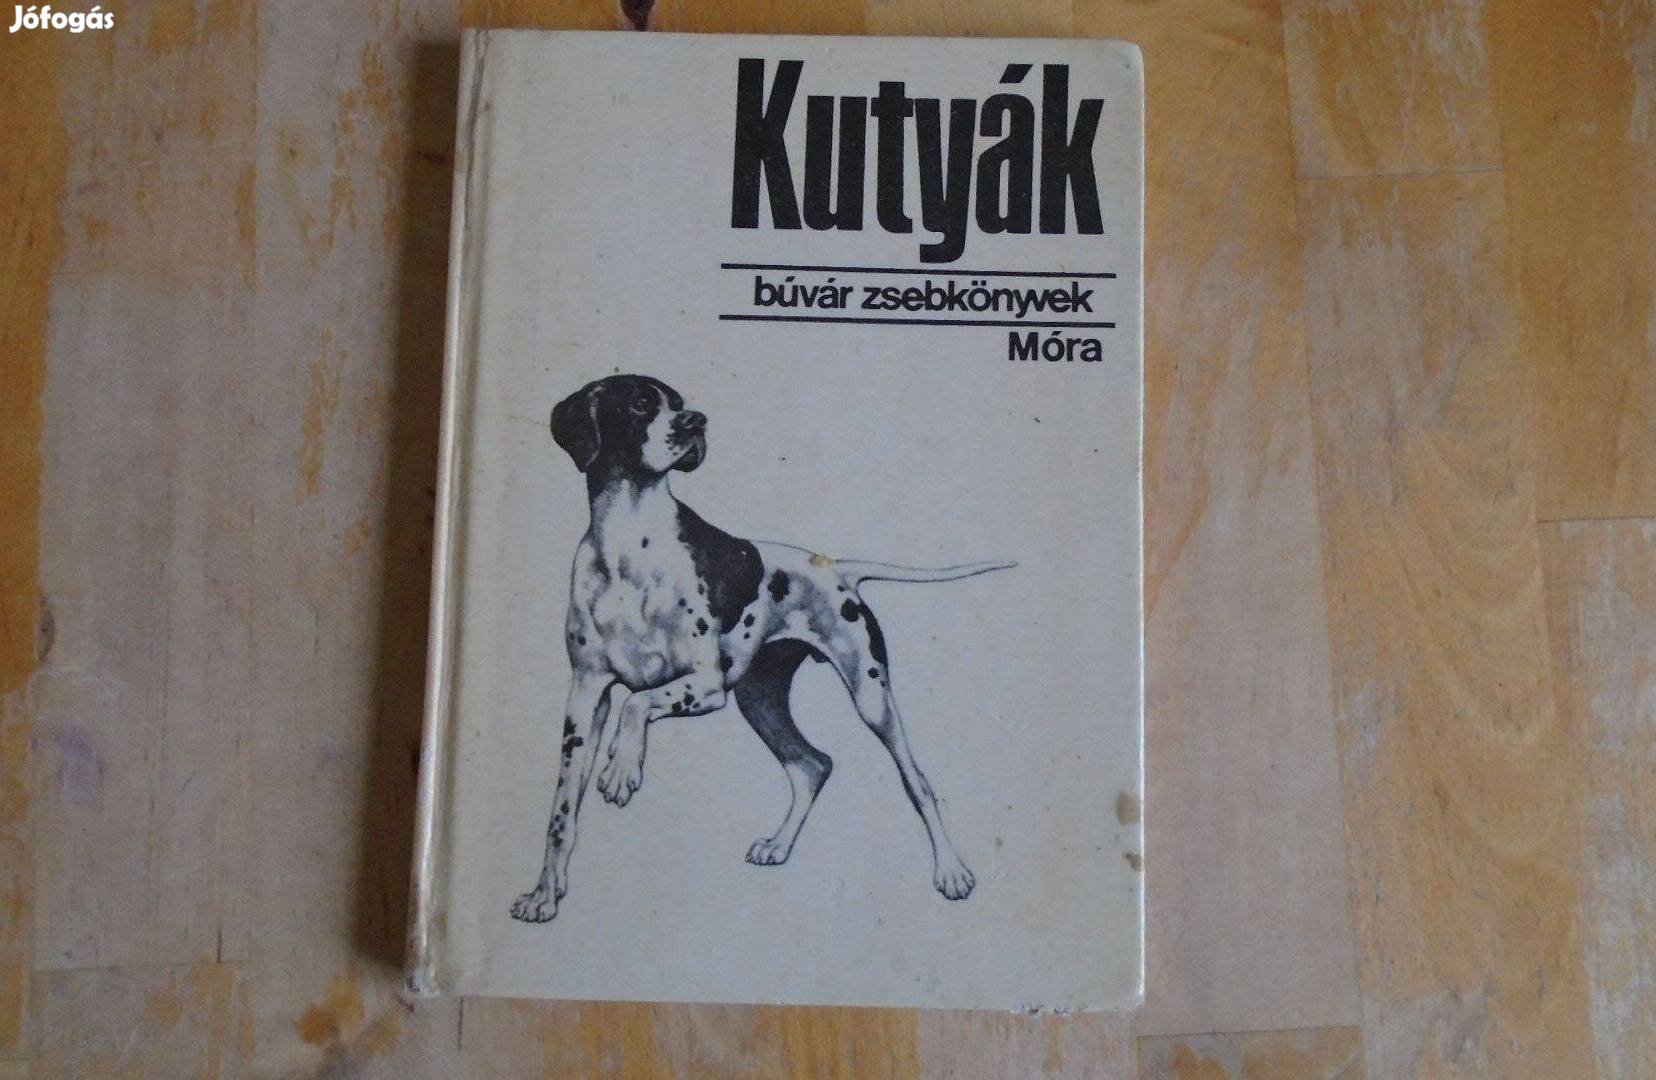 Jófogás
Kutyák
búvár zsebkönyvek
Móra